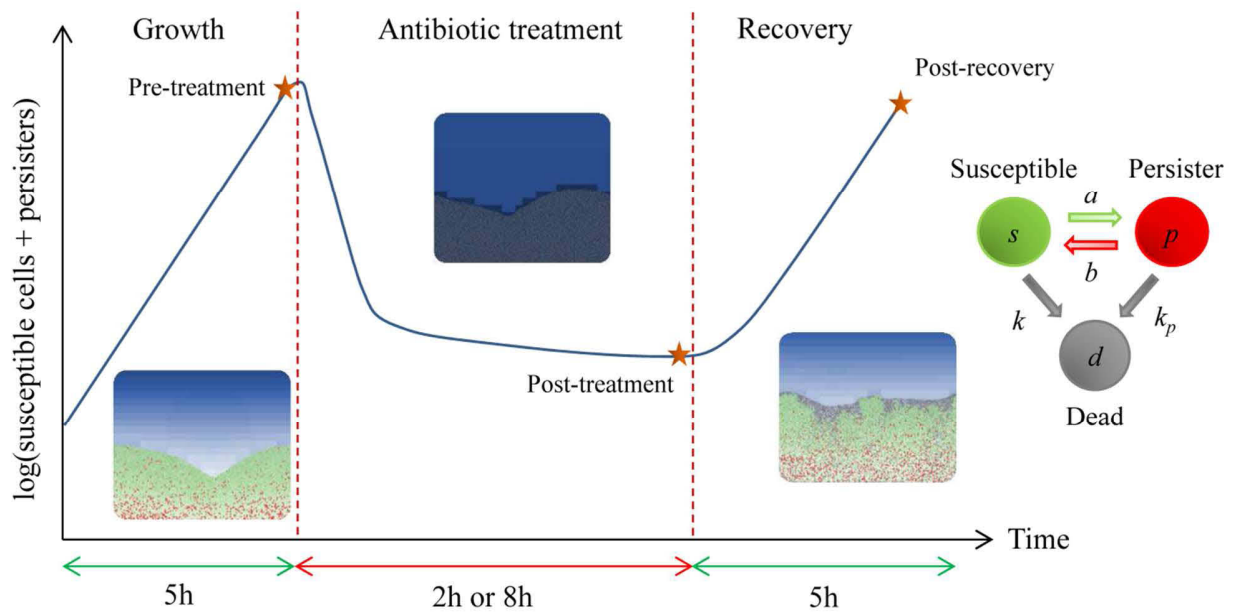 Growth
Antibiotic treatment
Recovery
log(susceptible cells + persisters)
Pre-treatment
Post-recovery
Post-treatment
Susceptible
Persister
a
s
p
b
k
kp
d
Dead
Time
5h
2h or 8h
5h